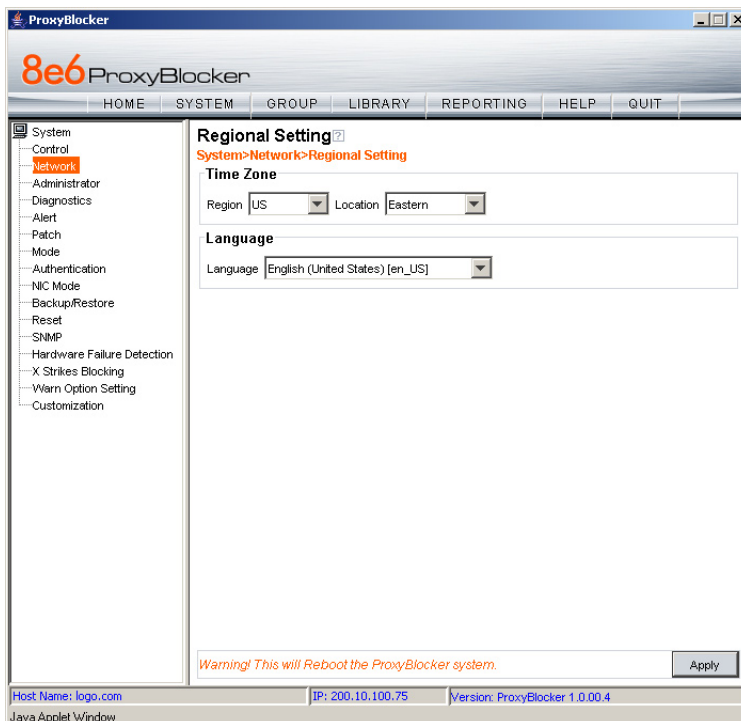 ProxyBlocker
8e6 ProxyBlocker
HOME SYSTEM GROUP LIBRARY REPORTING HELP QUIT
System
Control
Network
Administrator
Diagnostics
Alert
Patch
Mode
Authentication
NIC Mode
Backup/Restore
Reset
SNMP
Hardware Failure Detection
X Strikes Blocking
Warn Option Setting
Customization
Regional Setting?
System>Network>Regional Setting
Time Zone
Region US Location Eastern
Language
Language English (United States) [en_US]
Warning! This will Reboot the ProxyBlocker system.
Apply
Host Name: logo.com IP: 200.10.100.75 Version: ProxyBlocker 1.0.00.4
Java Applet Window